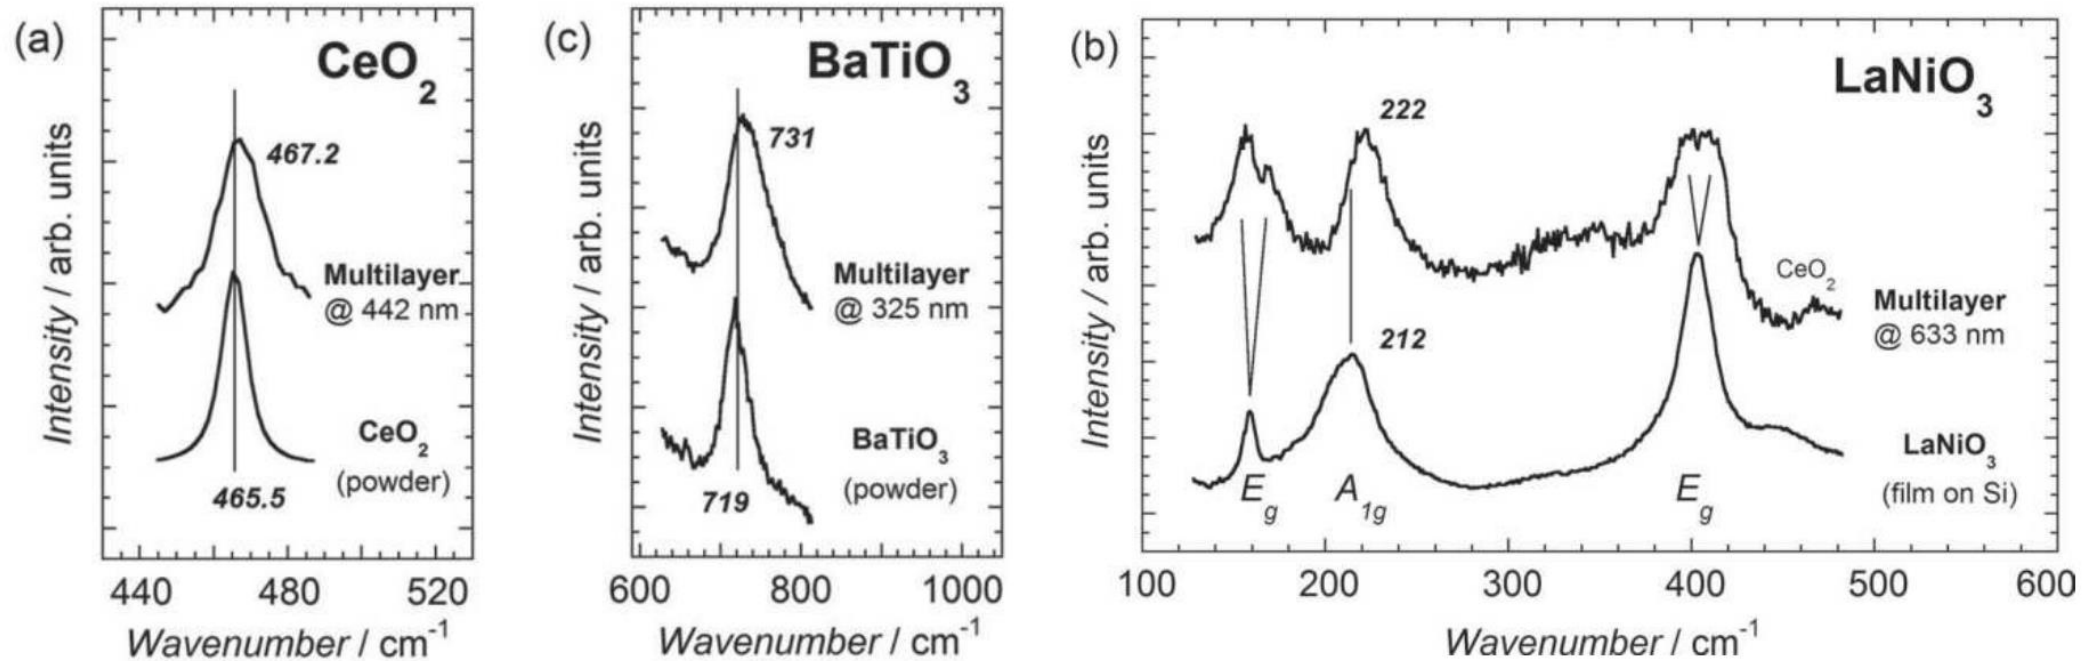 (a)
CeO2
467.2
Multilayer
@ 442 nm
CeO2
(powder)
465.5
Intensity / arb. units
440 480 520
Wavenumber / cm-1
(c)
BaTiO3
731
Multilayer
@ 325 nm
BaTiO3
(powder)
719
Intensity / arb. units
600 800 1000
Wavenumber / cm-1
(b)
LaNiO3
222
CeO2
Multilayer
@ 633 nm
212
LaNiO3
(film on Si)
Eg A1g Eg
Intensity / arb. units
100 200 300 400 500 600
Wavenumber / cm-1